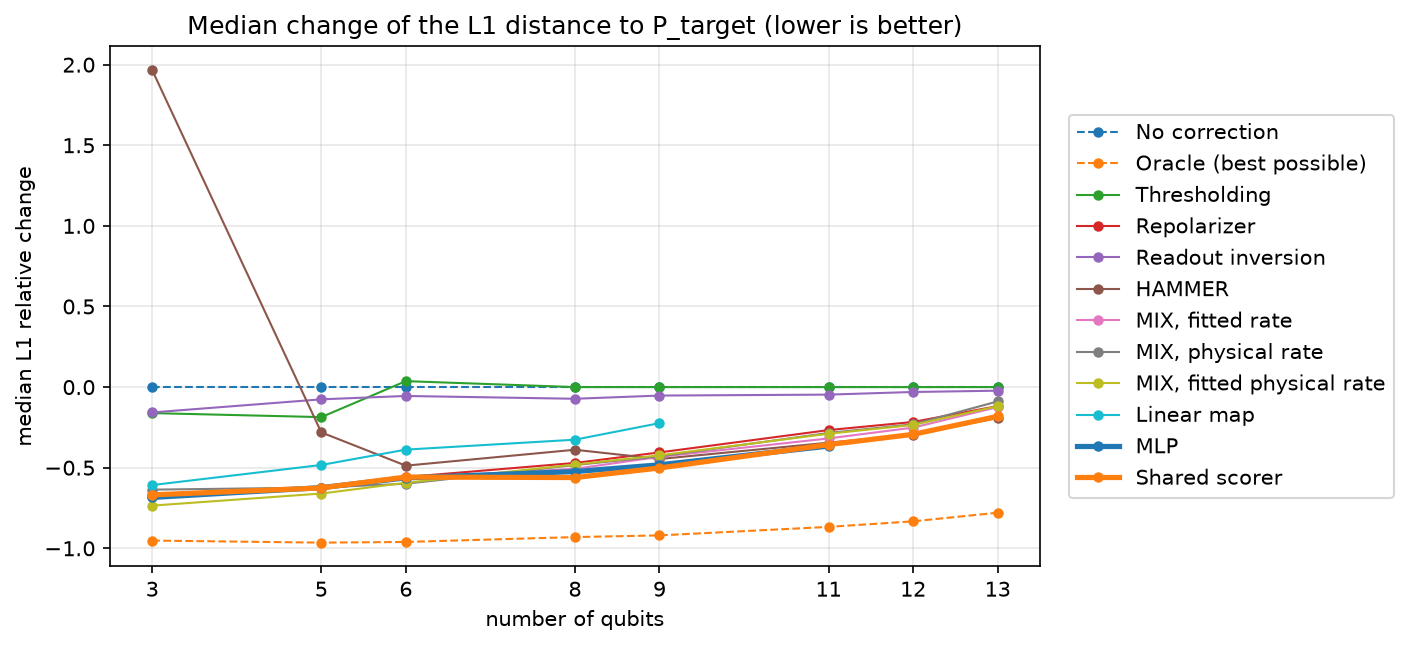 Median change of the L1 distance to P_target (lower is better)
2.0
1.5
1.0
0.5
0.0
−0.5
−1.0
median L1 relative change
3
5
6
8
9
11
12
13
number of qubits
No correction
Oracle (best possible)
Thresholding
Repolarizer
Readout inversion
HAMMER
MIX, fitted rate
MIX, physical rate
MIX, fitted physical rate
Linear map
MLP
Shared scorer